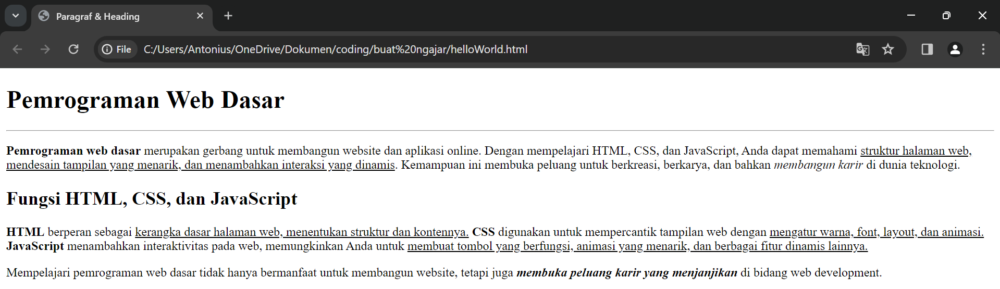 Paragraf & Heading
File C:/Users/Antonius/OneDrive/Dokumen/coding/buat%20ngajar/helloWorld.html
Pemrograman Web Dasar
Pemrograman web dasar merupakan gerbang untuk membangun website dan aplikasi online. Dengan mempelajari HTML, CSS, dan JavaScript, Anda dapat memahami struktur halaman web,
mendesain tampilan yang menarik, dan menambahkan interaksi yang dinamis. Kemampuan ini membuka peluang untuk berkreasi, berkarya, dan bahkan membangun karir di dunia teknologi.
Fungsi HTML, CSS, dan JavaScript
HTML berperan sebagai kerangka dasar halaman web, menentukan struktur dan kontennya. CSS digunakan untuk mempercantik tampilan web dengan mengatur warna, font, layout, dan animasi.
JavaScript menambahkan interaktivitas pada web, memungkinkan Anda untuk membuat tombol yang berfungsi, animasi yang menarik, dan berbagai fitur dinamis lainnya.
Mempelajari pemrograman web dasar tidak hanya bermanfaat untuk membangun website, tetapi juga membuka peluang karir yang menjanjikan di bidang web development.